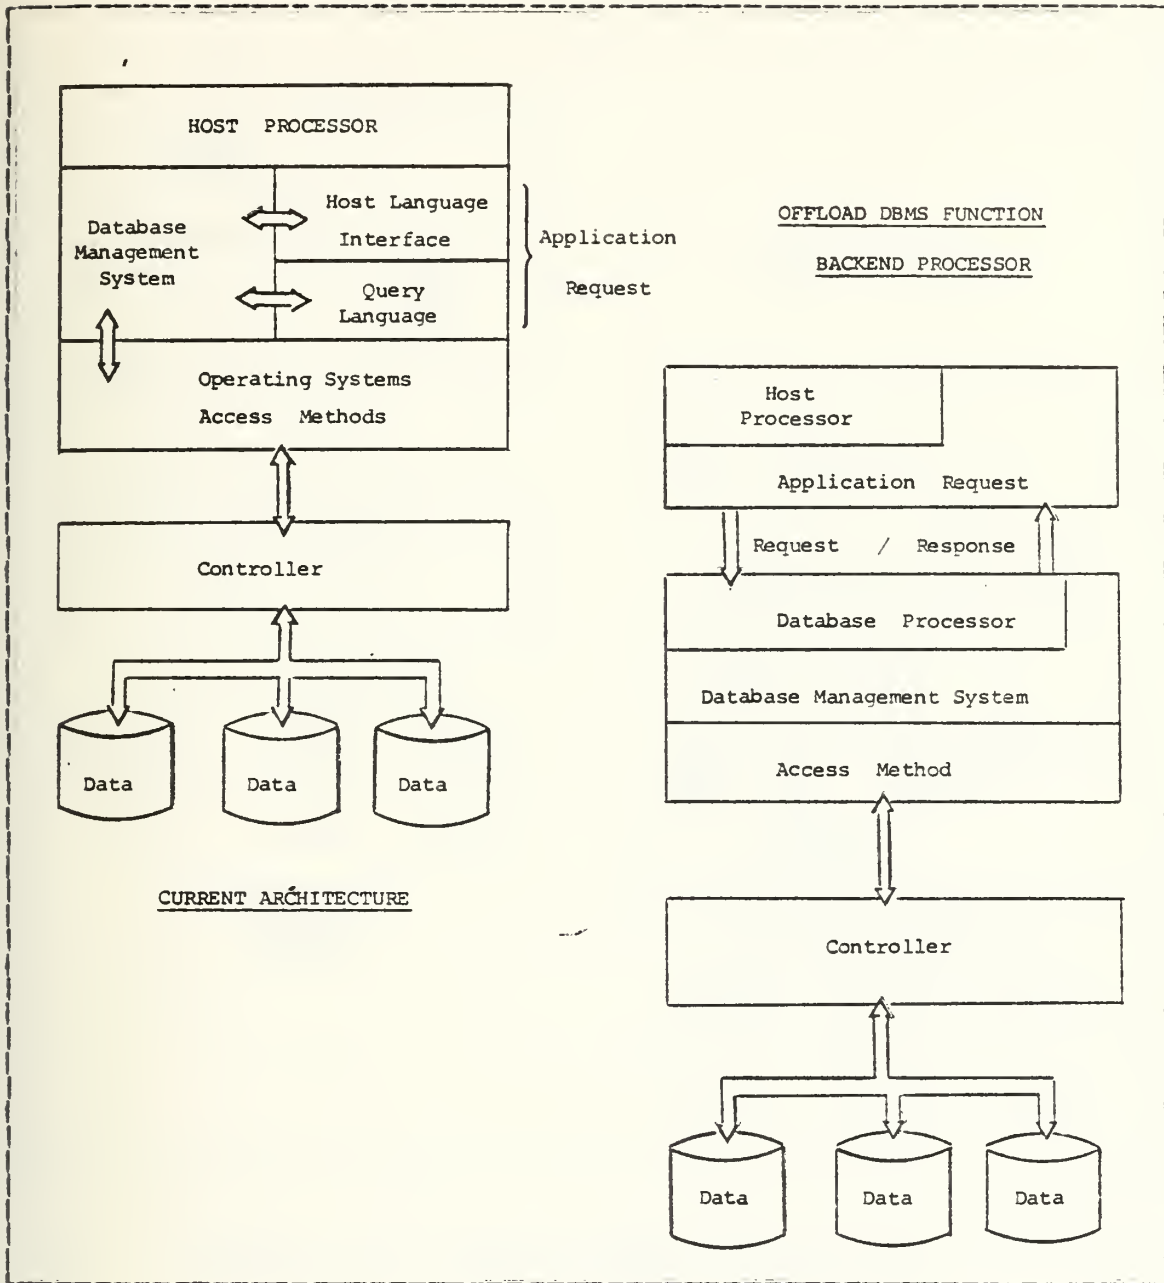 HOST PROCESSOR
Database
Management
System
Host Language
Interface
Query
Language
Application
Request
Operating Systems
Access Methods
Controller
Data
Data
Data
CURRENT ARCHITECTURE
OFFLOAD DBMS FUNCTION
BACKEND PROCESSOR
Host
Processor
Application Request
Request / Response
Database Processor
Database Management System
Access Method
Controller
Data
Data
Data